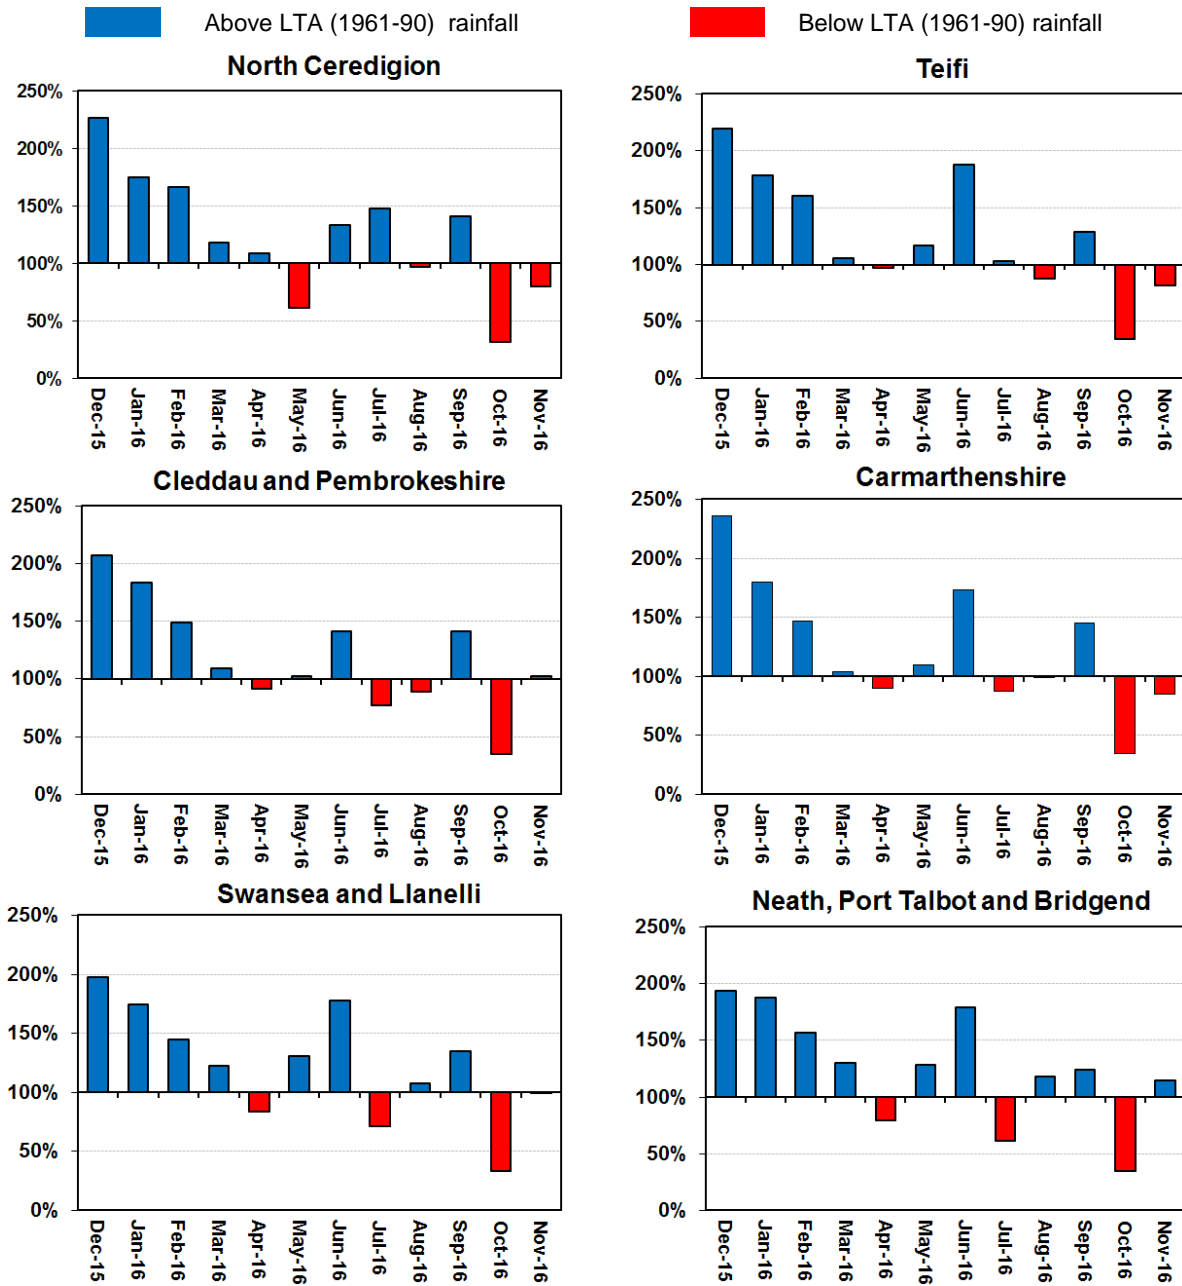 Above LTA (1961-90) rainfall
Below LTA (1961-90) rainfall
North Ceredigion
250%
200%
150%
100%
50%
0%
Dec-15
Jan-16
Feb-16
Mar-16
Apr-16
May-16
Jun-16
Jul-16
Aug-16
Sep-16
Oct-16
Nov-16
Teifi
250%
200%
150%
100%
50%
0%
Dec-15
Jan-16
Feb-16
Mar-16
Apr-16
May-16
Jun-16
Jul-16
Aug-16
Sep-16
Oct-16
Nov-16
Cleddau and Pembrokeshire
250%
200%
150%
100%
50%
0%
Dec-15
Jan-16
Feb-16
Mar-16
Apr-16
May-16
Jun-16
Jul-16
Aug-16
Sep-16
Oct-16
Nov-16
Carmarthenshire
250%
200%
150%
100%
50%
0%
Dec-15
Jan-16
Feb-16
Mar-16
Apr-16
May-16
Jun-16
Jul-16
Aug-16
Sep-16
Oct-16
Nov-16
Swansea and Llanelli
250%
200%
150%
100%
50%
0%
Dec-15
Jan-16
Feb-16
Mar-16
Apr-16
May-16
Jun-16
Jul-16
Aug-16
Sep-16
Oct-16
Nov-16
Neath, Port Talbot and Bridgend
250%
200%
150%
100%
50%
0%
Dec-15
Jan-16
Feb-16
Mar-16
Apr-16
May-16
Jun-16
Jul-16
Aug-16
Sep-16
Oct-16
Nov-16